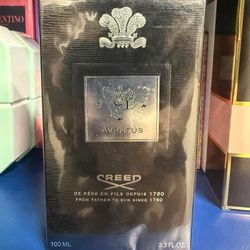 ENTINO
AVENTUS
CREED
DE PÈRE EN FILS DEPUIS 1760
FROM FATHER TO SON SINCE 1760
100 ML
3.3 FL.OZ